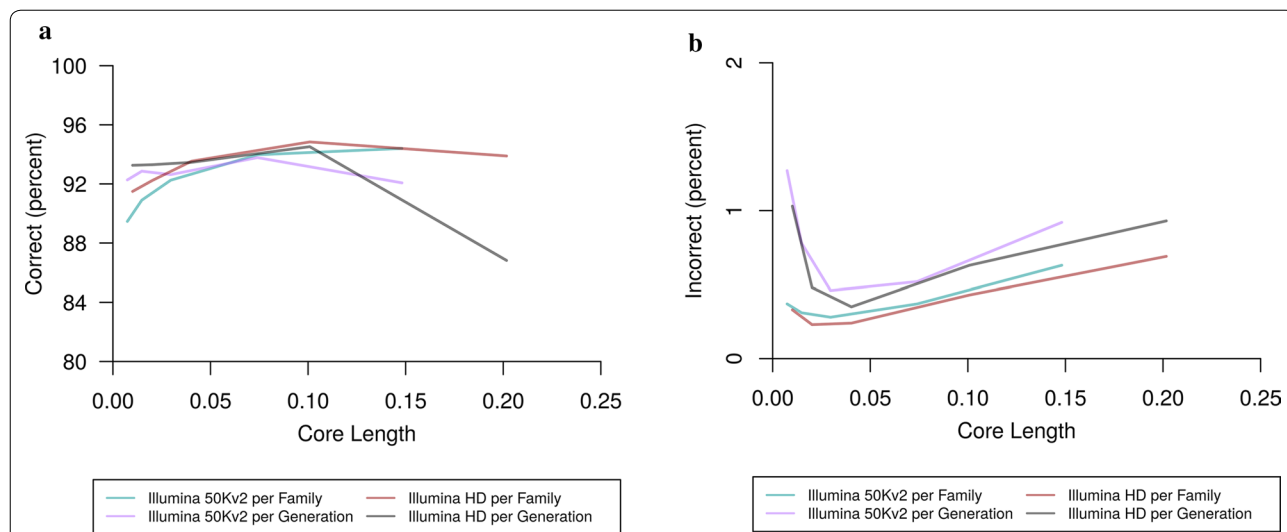 a
100
96
92
88
84
80
Correct (percent)
0.00 0.05 0.10 0.15 0.20 0.25
Core Length
Illumina 50Kv2 per Family Illumina HD per Family
Illumina 50Kv2 per Generation Illumina HD per Generation
b
2
1
0
Incorrect (percent)
0.00 0.05 0.10 0.15 0.20 0.25
Core Length
Illumina 50Kv2 per Family Illumina HD per Family
Illumina 50Kv2 per Generation Illumina HD per Generation